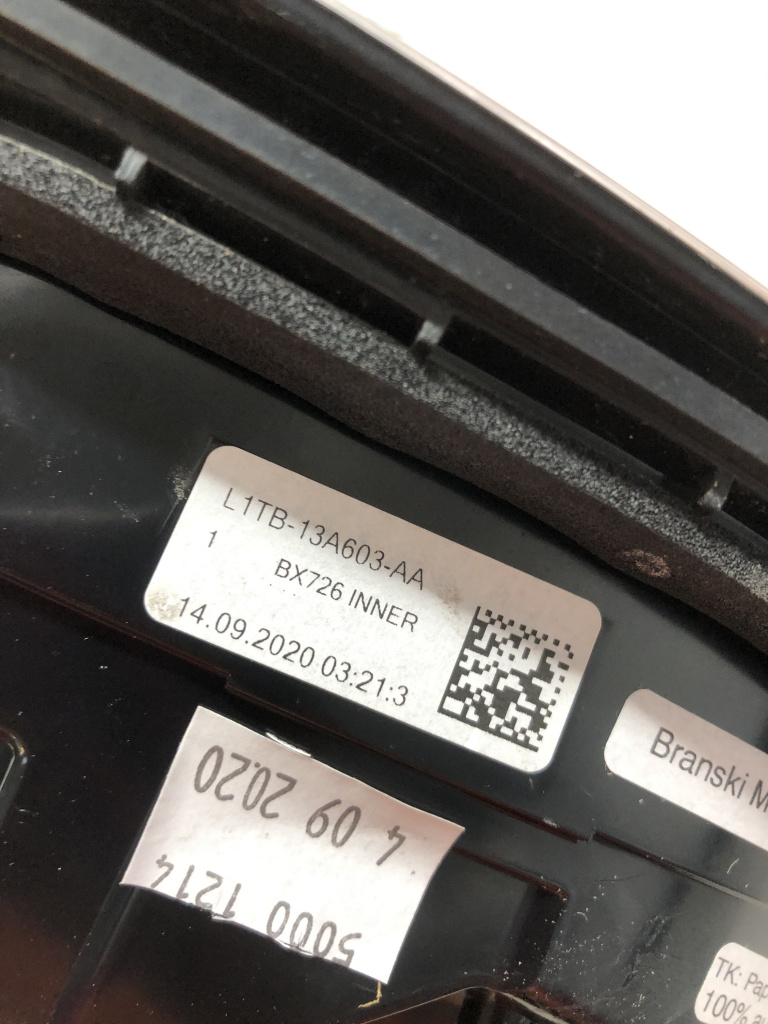 L1TB-13A603-AA
1 BX726 INNER
14.09.2020 03:21:3
Branski M
4 09 2020
5000 1214
TK: Pap
100%